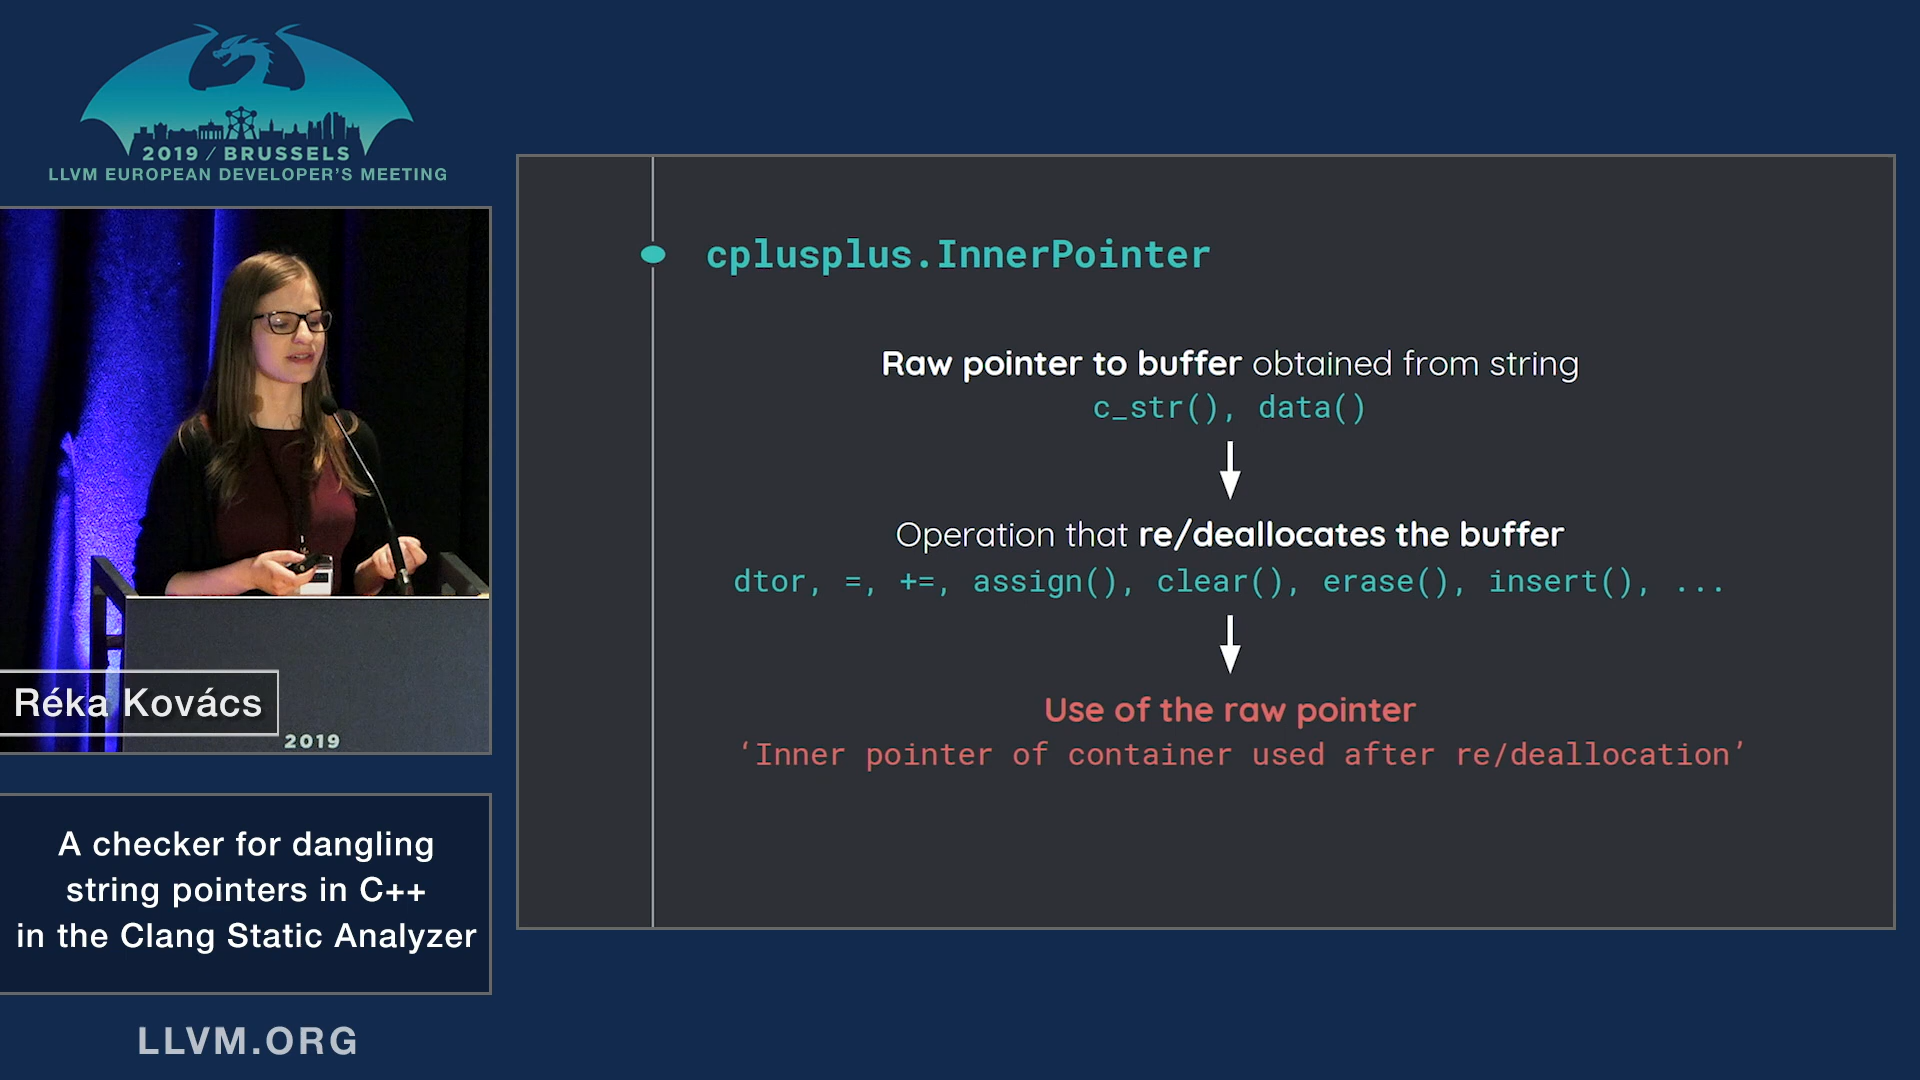 2019 / BRUSSELS
LLVM EUROPEAN DEVELOPER'S MEETING
cplusplus.InnerPointer
Raw pointer to buffer obtained from string
c_str(), data()
Operation that re/deallocates the buffer
dtor, =, +=, assign(), clear(), erase(), insert(), ...
Use of the raw pointer
‘Inner pointer of container used after re/deallocation’
Réka Kovács
2019
A checker for dangling
string pointers in C++
in the Clang Static Analyzer
LLVM.ORG